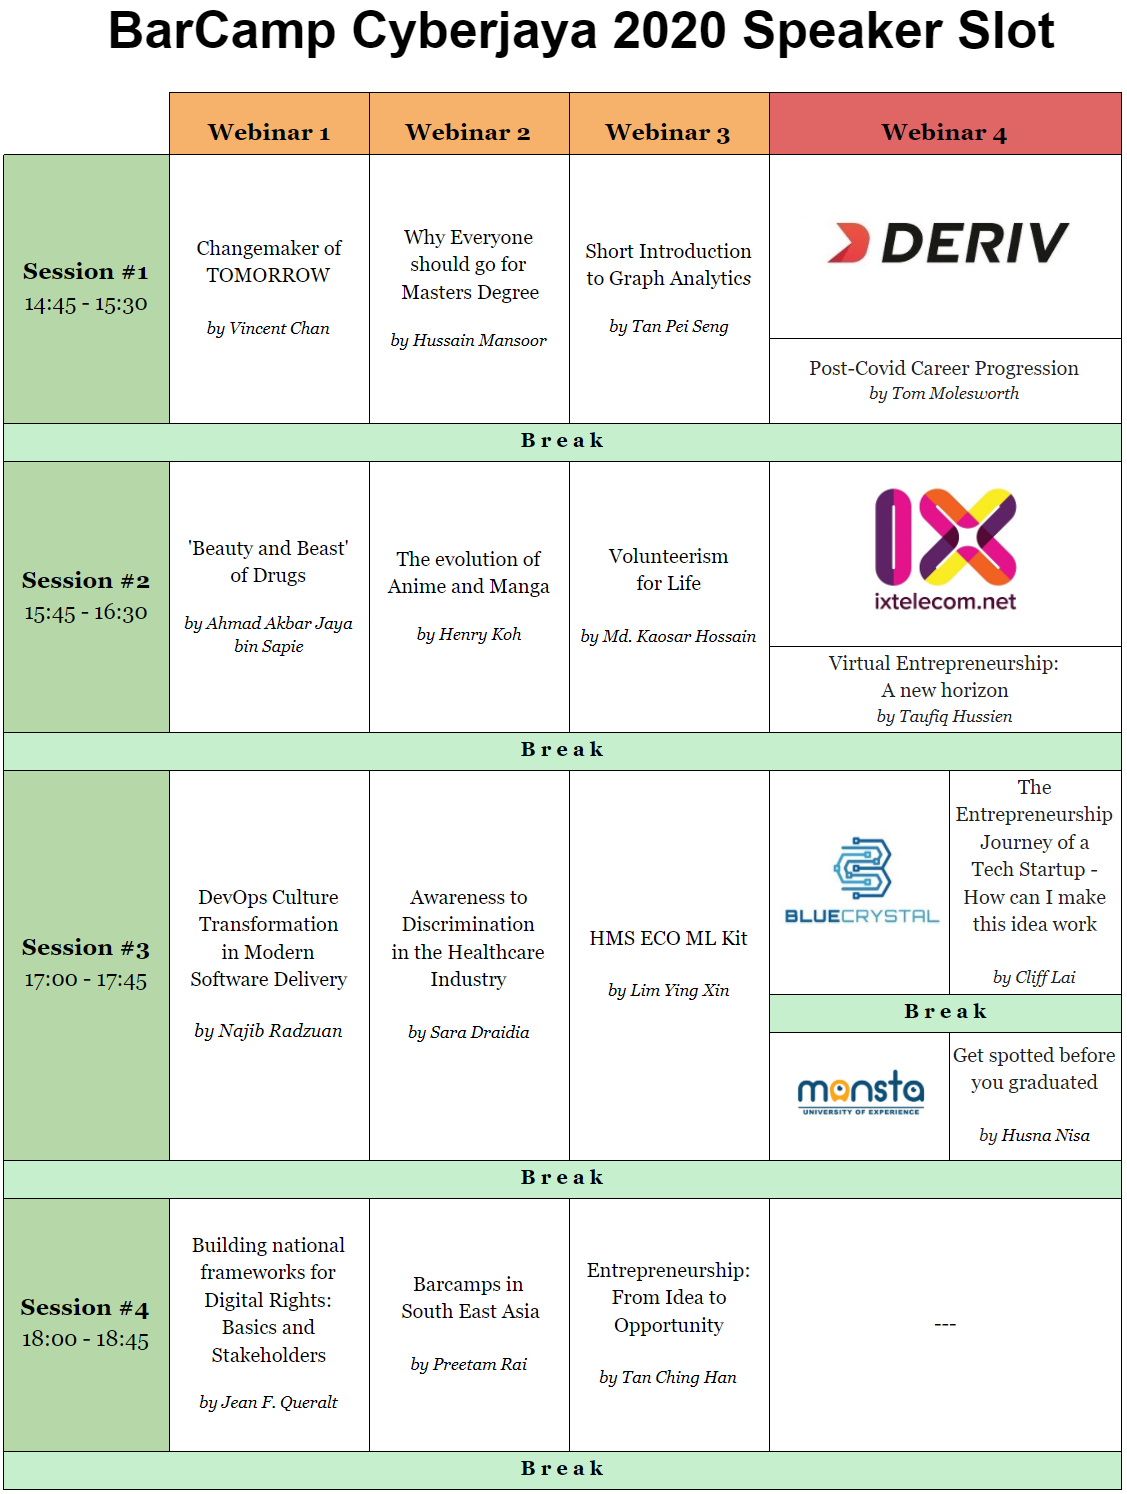 BarCamp Cyberjaya 2020 Speaker Slot
Webinar 1
Webinar 2
Webinar 3
Webinar 4
Session #1
14:45 - 15:30
Changemaker of
TOMORROW
by Vincent Chan
Why Everyone
should go for
Masters Degree
by Hussain Mansoor
Short Introduction
to Graph Analytics
by Tan Pei Seng
DERIV
Post-Covid Career Progression
by Tom Molesworth
Break
Session #2
15:45 - 16:30
'Beauty and Beast'
of Drugs
by Ahmad Akbar Jaya
bin Sapie
The evolution of
Anime and Manga
by Henry Koh
Volunteerism
for Life
by Md. Kaosar Hossain
IX
ixtelecom.net
Virtual Entrepreneurship:
A new horizon
by Taufiq Hussien
Break
Session #3
17:00 - 17:45
DevOps Culture
Transformation
in Modern
Software Delivery
by Najib Radzuan
Awareness to
Discrimination
in the Healthcare
Industry
by Sara Draidia
HMS ECO ML Kit
by Lim Ying Xin
BLUECRYSTAL
The
Entrepreneurship
Journey of a
Tech Startup -
How can I make
this idea work
by Cliff Lai
Break
monsta
UNIVERSITY OF EXPERIENCE
Get spotted before
you graduated
by Husna Nisa
Break
Session #4
18:00 - 18:45
Building national
frameworks for
Digital Rights:
Basics and
Stakeholders
by Jean F. Queralt
Barcamps in
South East Asia
by Preetam Rai
Entrepreneurship:
From Idea to
Opportunity
by Tan Ching Han
---
Break